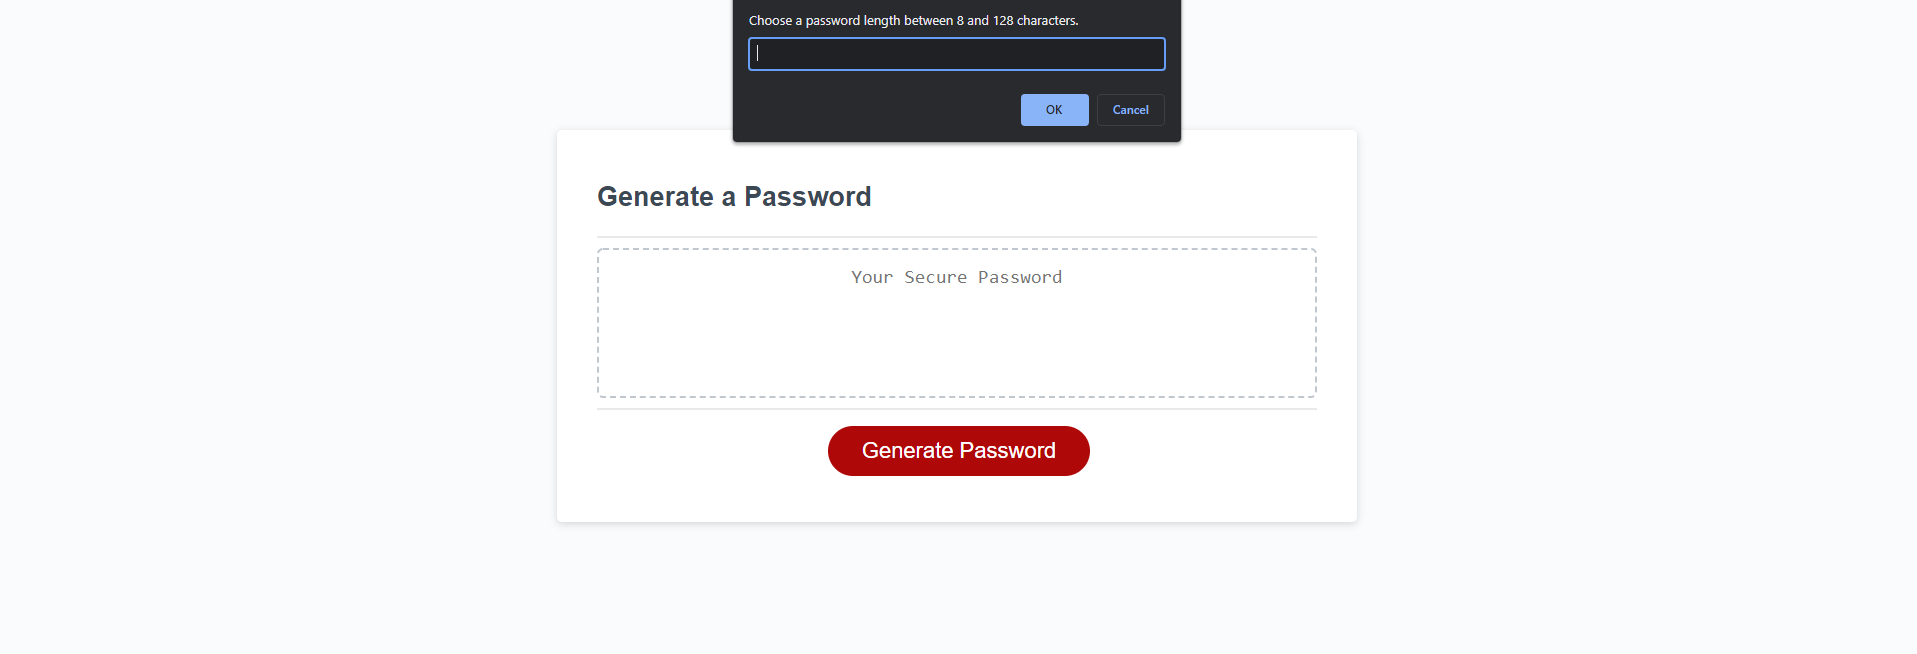 Choose a password length between 8 and 128 characters.
OK
Cancel
Generate a Password
Your Secure Password
Generate Password